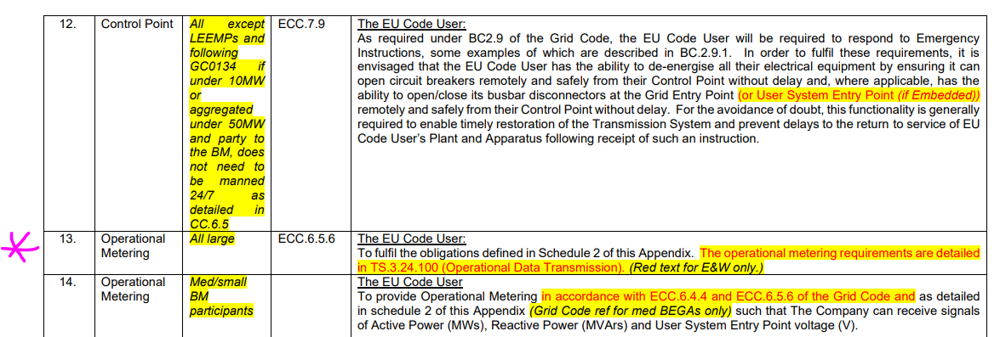 12. Control Point All except ECC.7.9 The EU Code User:
LEEMPs and As required under BC2.9 of the Grid Code, the EU Code User will be required to respond to Emergency
following Instructions, some examples of which are described in BC.2.9.1. In order to fulfil these requirements, it is
GC0134 if envisaged that the EU Code User has the ability to de-energise all their electrical equipment by ensuring it can
under 10MW open circuit breakers remotely and safely from their Control Point without delay and, where applicable, has the
or ability to open/close its busbar disconnectors at the Grid Entry Point (or User System Entry Point (if Embedded))
aggregated remotely and safely from their Control Point without delay. For the avoidance of doubt, this functionality is generally
under 50MW required to enable timely restoration of the Transmission System and prevent delays to the return to service of EU
and party to Code User's Plant and Apparatus following receipt of such an instruction.
the BM, does
not need to
be manned
24/7 as
detailed in
CC.6.5
13. Operational All large ECC.6.5.6 The EU Code User:
Metering To fulfil the obligations defined in Schedule 2 of this Appendix. The operational metering requirements are detailed
in TS.3.24.100 (Operational Data Transmission). (Red text for E&W only.)
14. Operational Med/small The EU Code User
Metering BM To provide Operational Metering in accordance with ECC.6.4.4 and ECC.6.5.6 of the Grid Code and as detailed
participants in schedule 2 of this Appendix (Grid Code ref for med BEGAs only) such that The Company can receive signals
of Active Power (MWs), Reactive Power (MVArs) and User System Entry Point voltage (V).